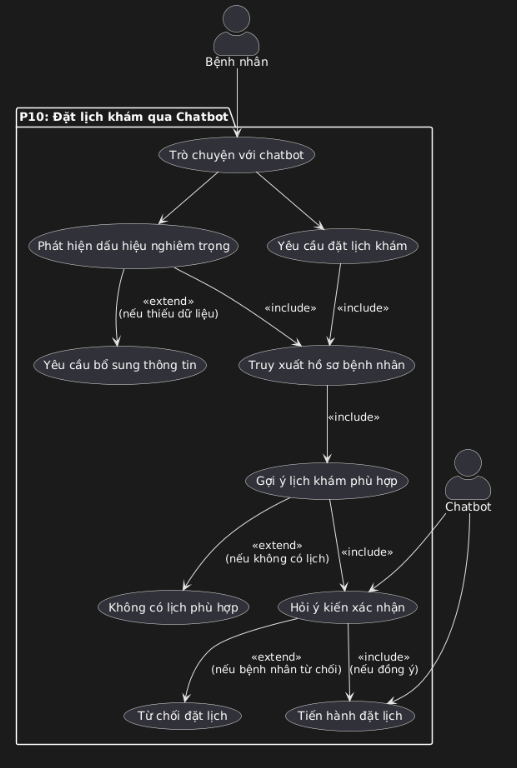 Bệnh nhân
P10: Đặt lịch khám qua Chatbot
Trò chuyện với chatbot
Phát hiện dấu hiệu nghiêm trọng
Yêu cầu đặt lịch khám
«extend»
(nếu thiếu dữ liệu)
«include»
«include»
Yêu cầu bổ sung thông tin
Truy xuất hồ sơ bệnh nhân
«include»
Gợi ý lịch khám phù hợp
Chatbot
«extend»
(nếu không có lịch)
«include»
Không có lịch phù hợp
Hỏi ý kiến xác nhận
«extend»
(nếu bệnh nhân từ chối)
«include»
(nếu đồng ý)
Từ chối đặt lịch
Tiến hành đặt lịch